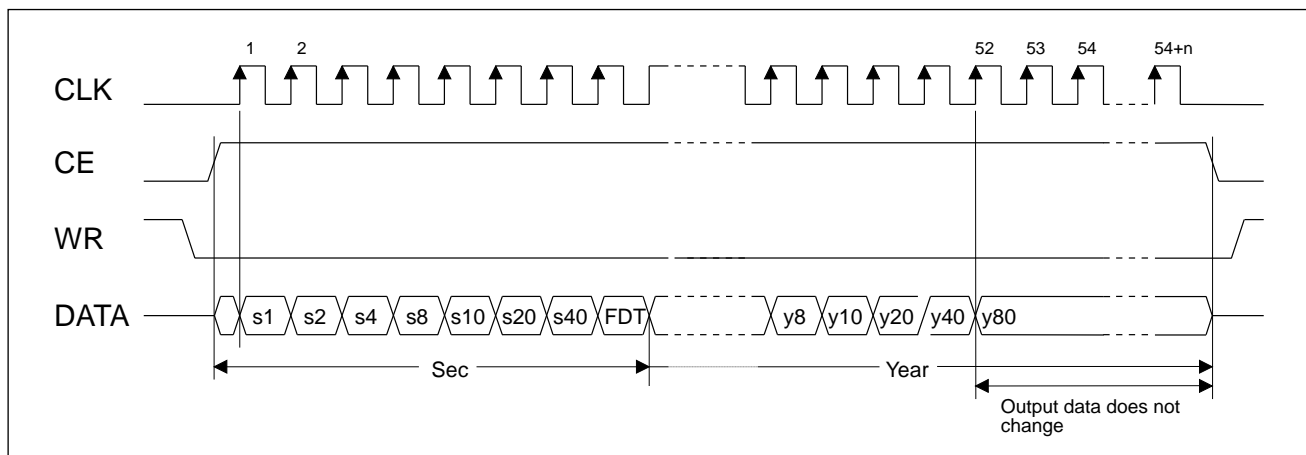 1 2 52 53 54 54+n
CLK
CE
WR
DATA s1 s2 s4 s8 s10 s20 s40 FDT y8 y10 y20 y40 y80
Sec Year
Output data does not
change